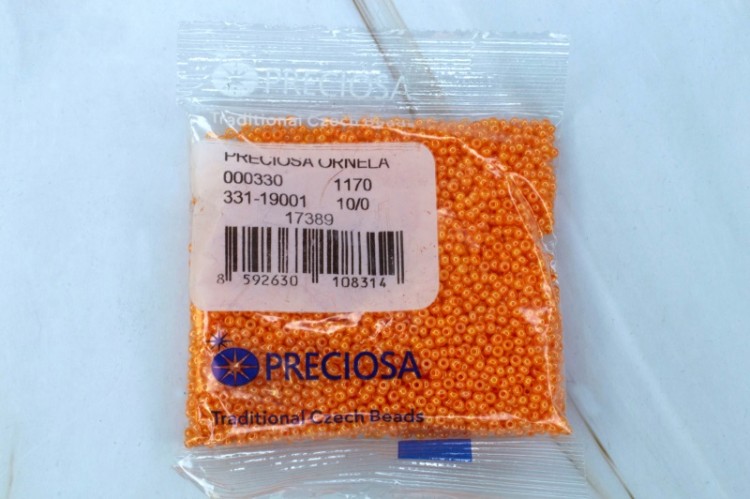 PRECIOSA
Traditional Czech Beads
PRECIOSA ORNELA
000330 1170
331-19001 10/0
17389
8 592630 108314
PRECIOSA
Traditional Czech Beads